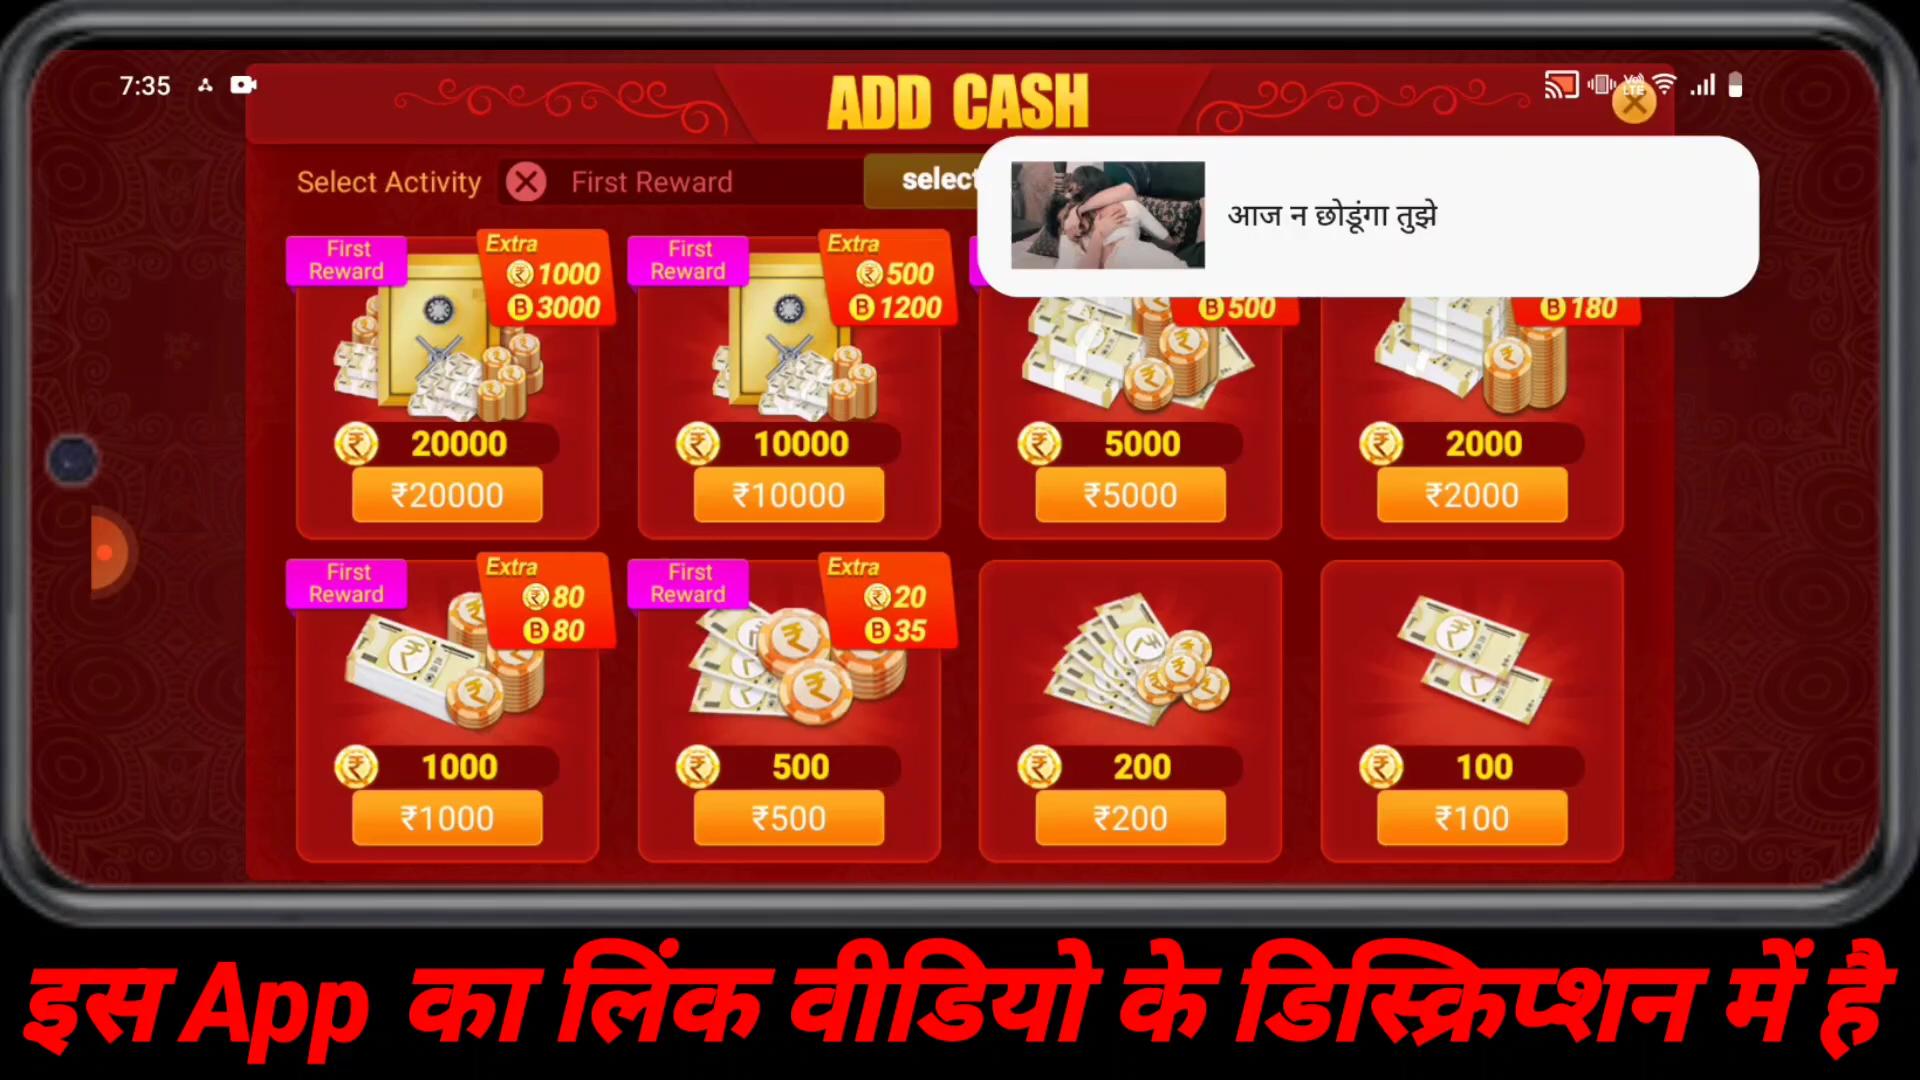 7:35
ADD CASH
Select Activity
First Reward
select
आज न छोडूंगा तुझे
First
Reward
Extra
₹1000
B 3000
20000
₹20000
First
Reward
Extra
₹500
B 1200
10000
₹10000
B 500
5000
₹5000
B 180
2000
₹2000
First
Reward
Extra
₹80
B 80
1000
₹1000
First
Reward
Extra
₹20
B 35
500
₹500
200
₹200
100
₹100
इस App का लिंक वीडियो के डिस्क्रिप्शन में है